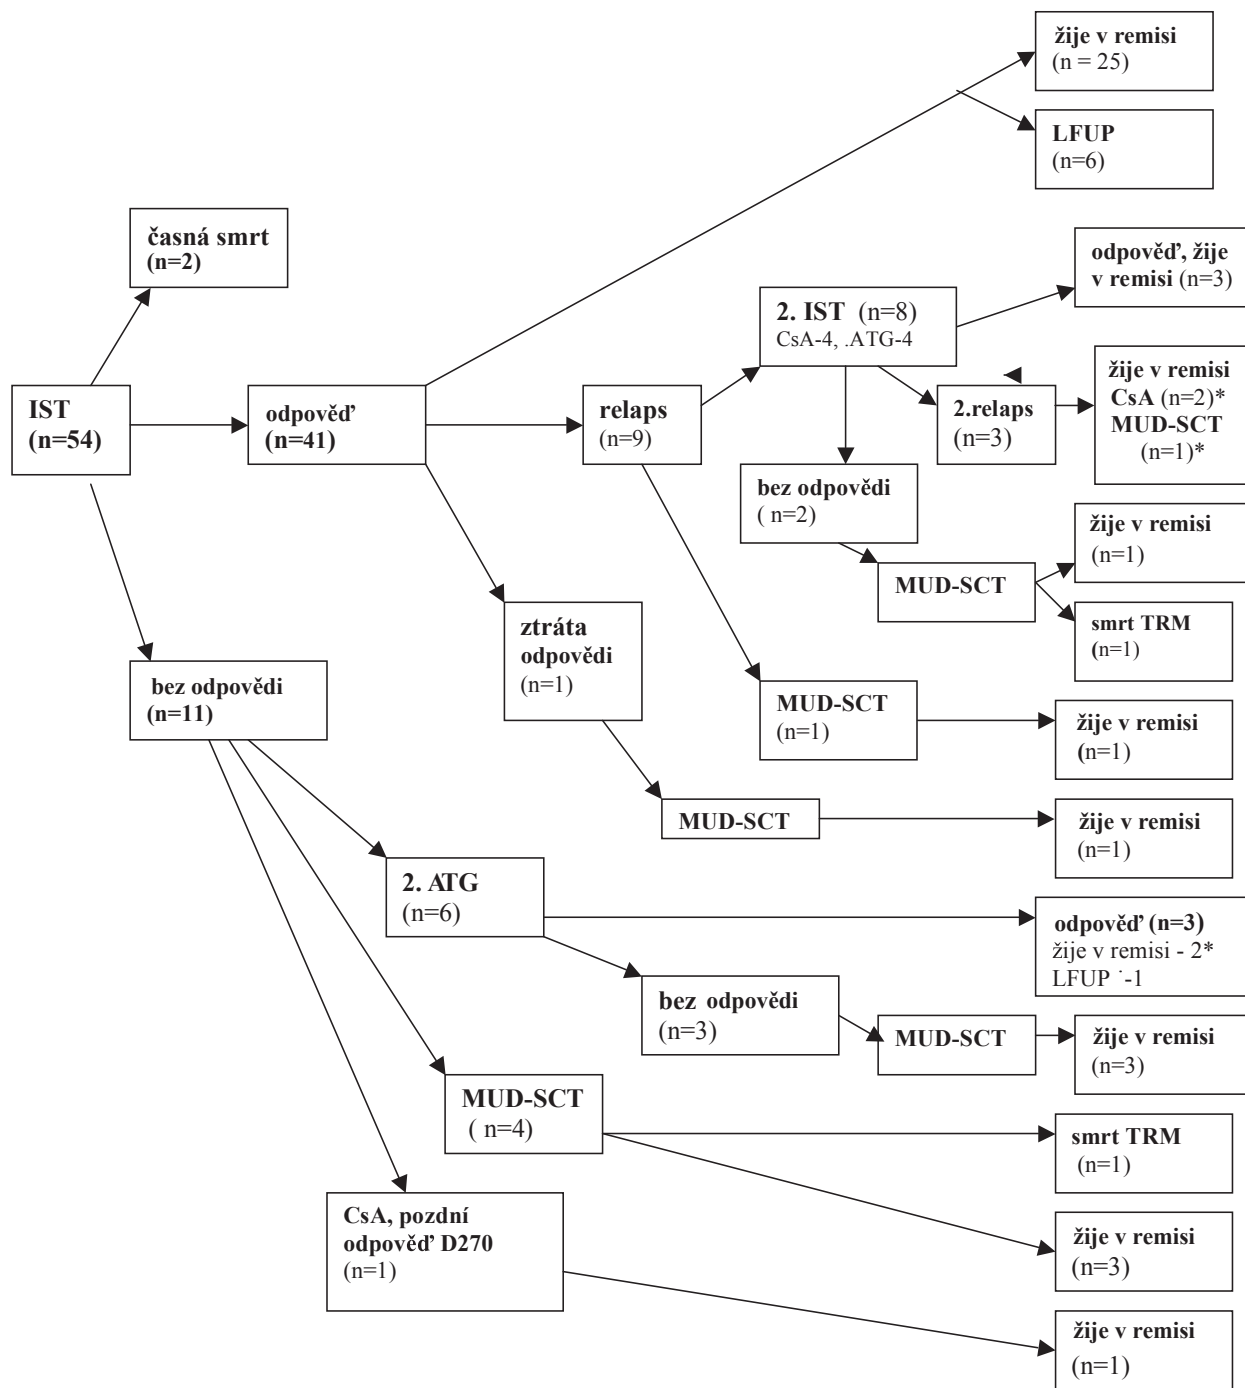 žije v remisi
(n = 25)
LFUP
(n=6)
časná smrt
(n=2)
odpověď, žije
v remisi (n=3)
2. IST (n=8)
CsA-4, .ATG-4
IST
(n=54)
odpověď
(n=41)
relaps
(n=9)
2.relaps
(n=3)
žije v remisi
CsA (n=2)*
MUD-SCT
(n=1)*
bez odpovědi
( n=2)
MUD-SCT
žije v remisi
(n=1)
smrt TRM
(n=1)
ztráta
odpovědi
(n=1)
bez odpovědi
(n=11)
MUD-SCT
(n=1)
žije v remisi
(n=1)
MUD-SCT
žije v remisi
(n=1)
2. ATG
(n=6)
odpověď (n=3)
žije v remisi - 2*
LFUP ˙-1
bez odpovědi
(n=3)
MUD-SCT
žije v remisi
(n=3)
MUD-SCT
( n=4)
smrt TRM
(n=1)
CsA, pozdní
odpověď D270
(n=1)
žije v remisi
(n=3)
žije v remisi
(n=1)